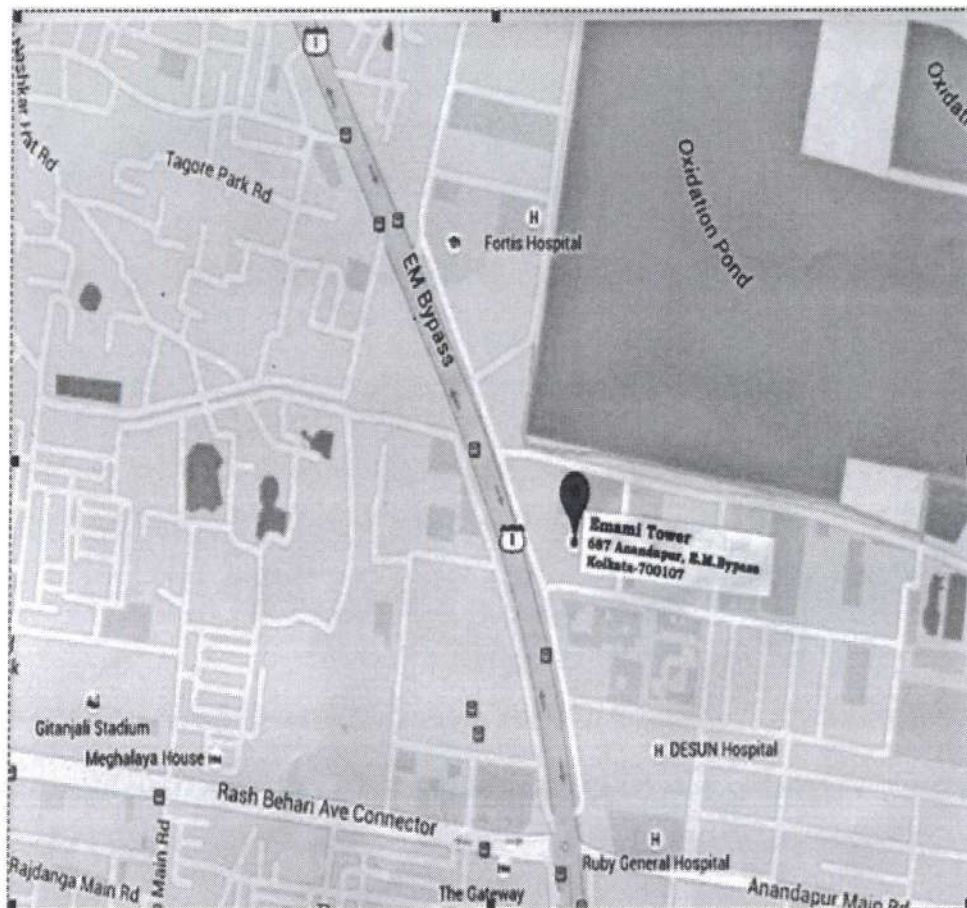 1
Tagore Park Rd
Oxidation Pond
H
Fortis Hospital
EM Bypass
Emami Tower
687 Anandapur, E.M.Bypass
Kolkata-700107
1
Gitanjali Stadium
Meghalaya House
H DESUN Hospital
Rash Behari Ave Connector
H
Ruby General Hospital
The Gateway
Rajdanga Main Rd
Main Rd
Anandapur Main Rd